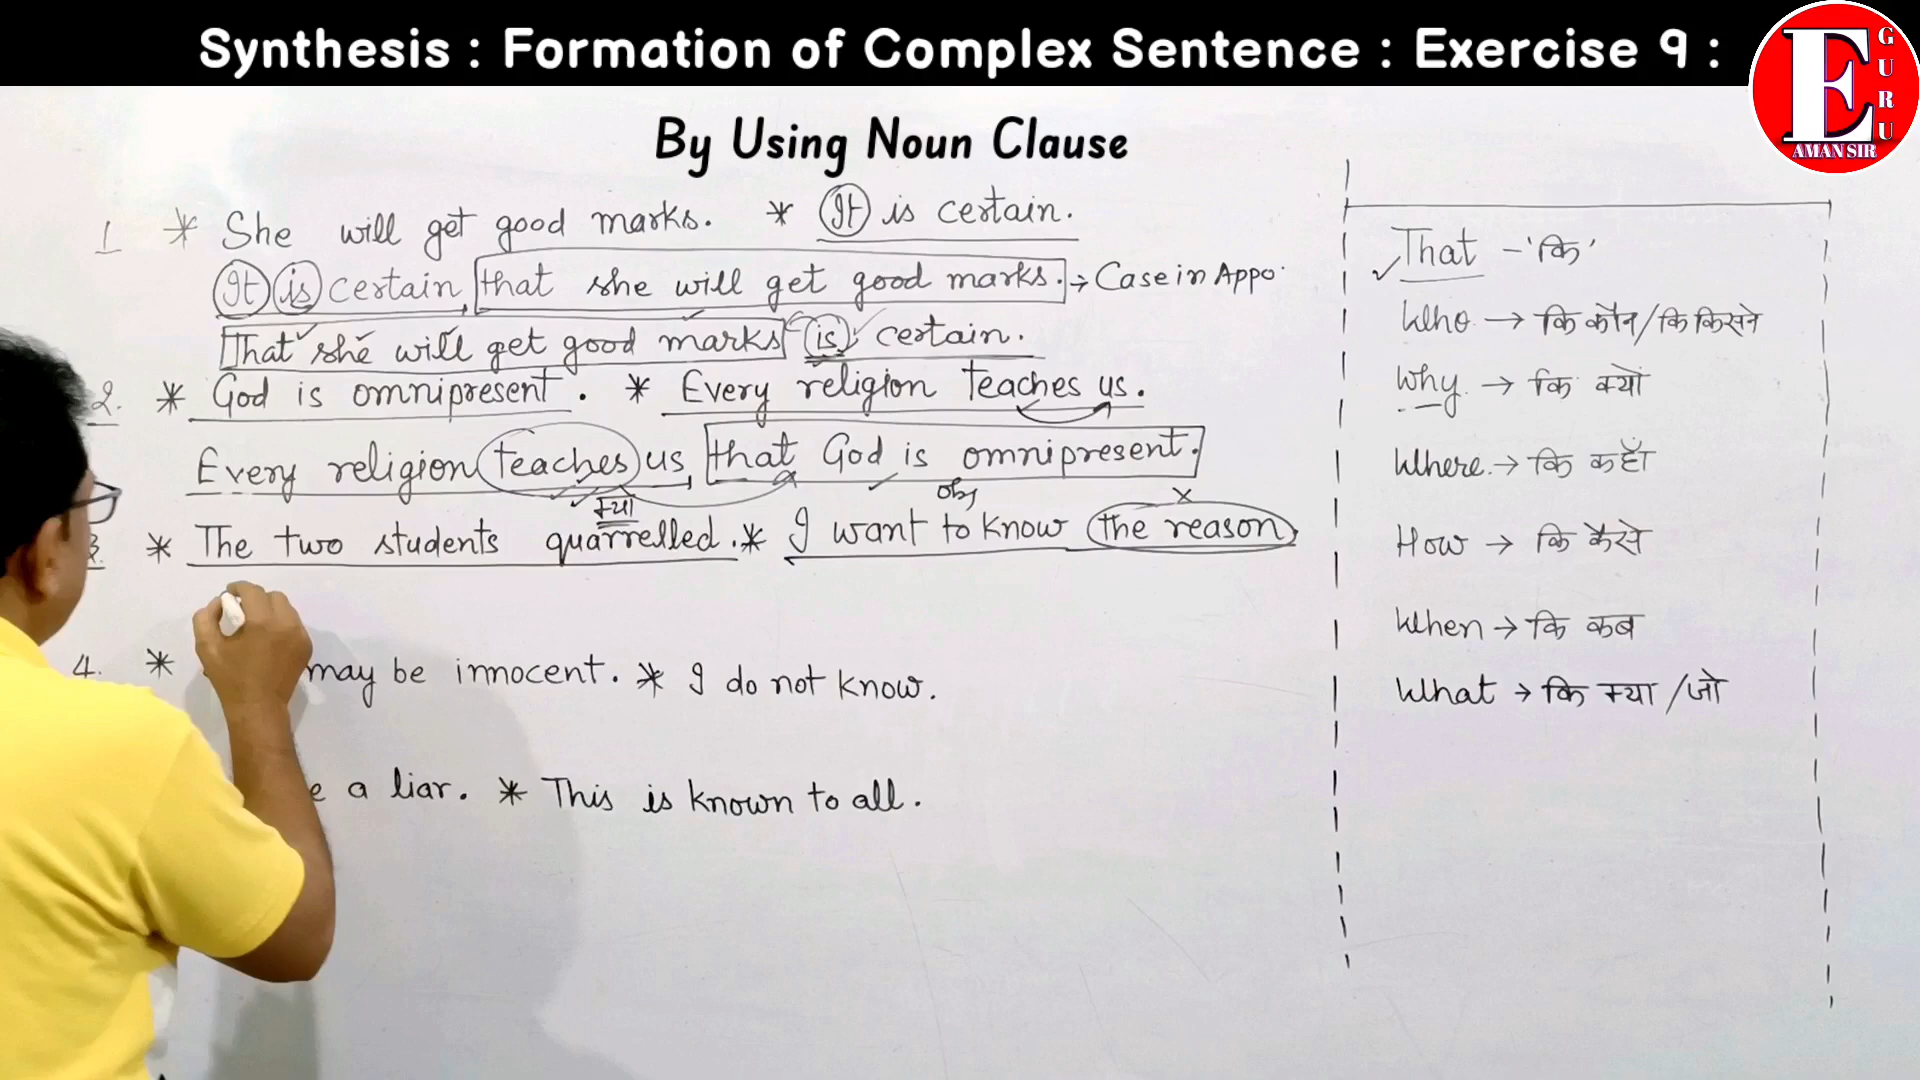 Synthesis : Formation of Complex Sentence : Exercise 9 :
E GURU
AMAN SIR
By Using Noun Clause
1 * She will get good marks. * It is certain.
It is certain, that she will get good marks. → Case in Appo.
That she will get good marks is certain.
2. * God is omnipresent. * Every religion teaches us.
Every religion teaches us, that God is omnipresent.
क्या obj x
3. * The two students quarrelled. * I want to know the reason.
4. * may be innocent. * I do not know.
a liar. * This is known to all.
That - 'कि'
Who → कि कौन/कि किसने
Why → कि क्यों
Where → कि कहाँ
How → कि कैसे
When → कि कब
What → कि क्या /जो